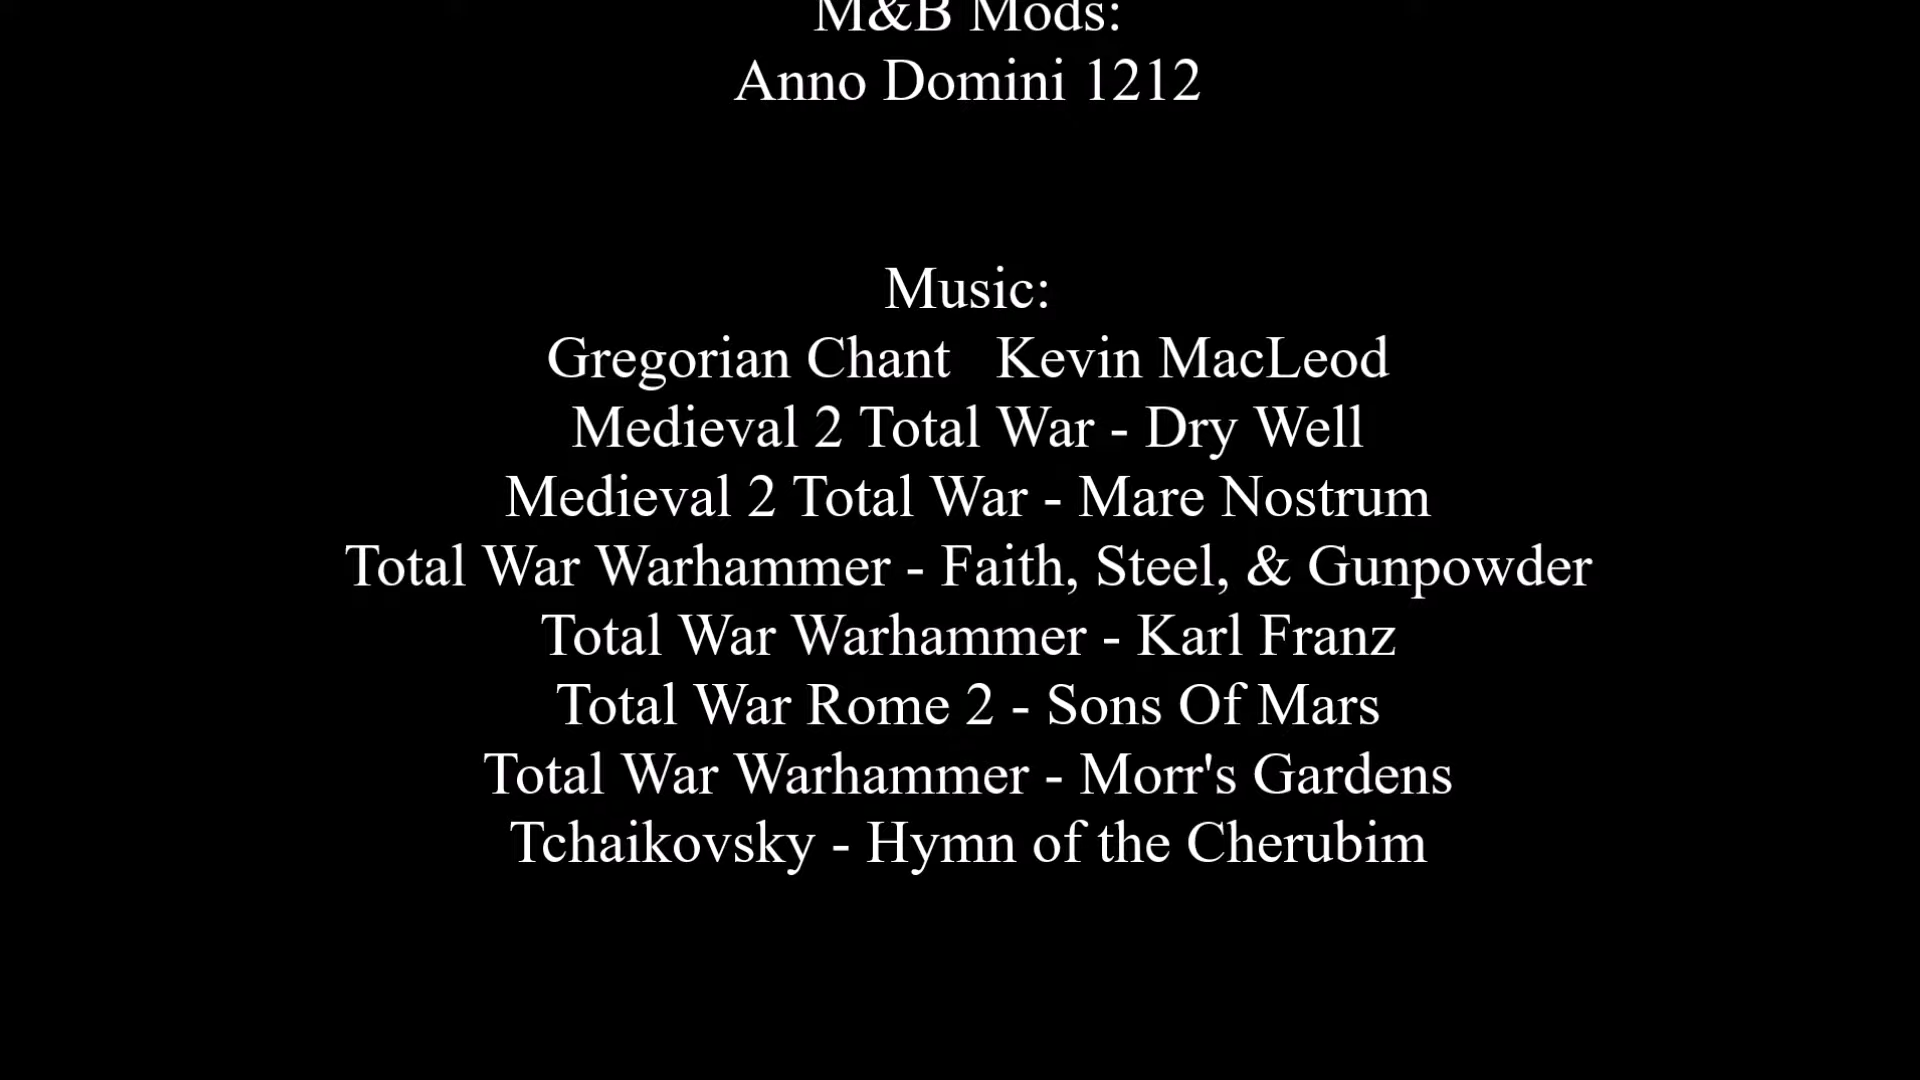 M&B Mods:
Anno Domini 1212
Music:
Gregorian Chant   Kevin MacLeod
Medieval 2 Total War - Dry Well
Medieval 2 Total War - Mare Nostrum
Total War Warhammer - Faith, Steel, & Gunpowder
Total War Warhammer - Karl Franz
Total War Rome 2 - Sons Of Mars
Total War Warhammer - Morr's Gardens
Tchaikovsky - Hymn of the Cherubim